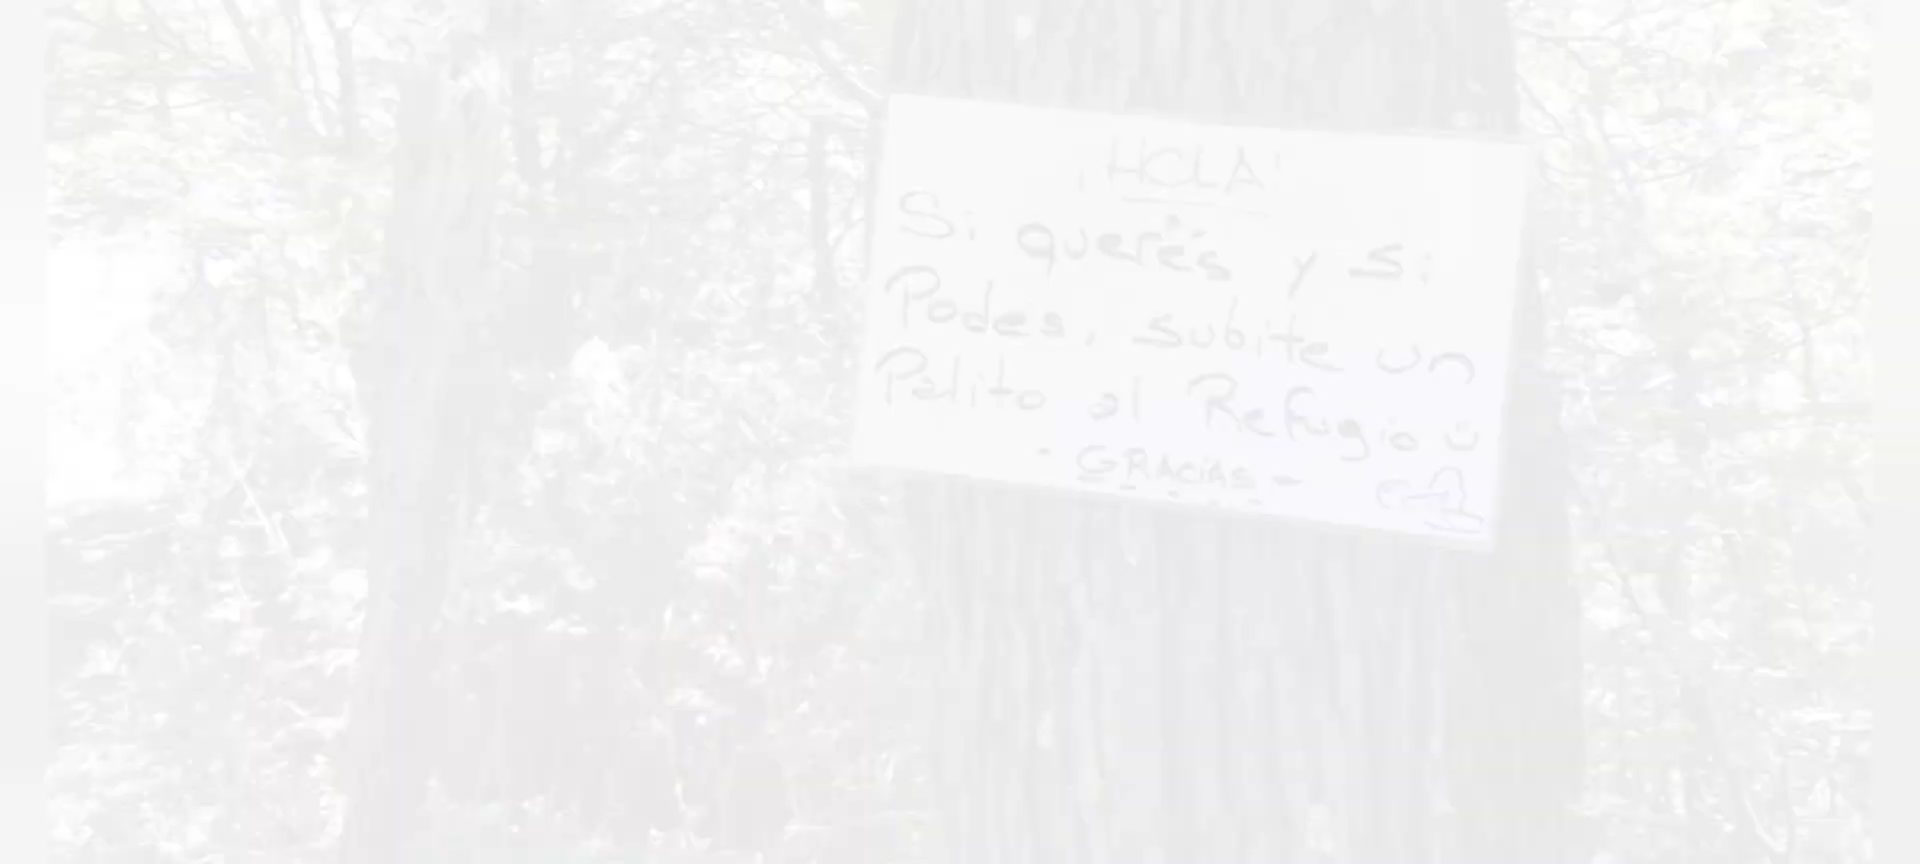 ¡HOLA!
Si querés y si
Podes, subite un
Palito al Refugio ü
- GRACIAS -